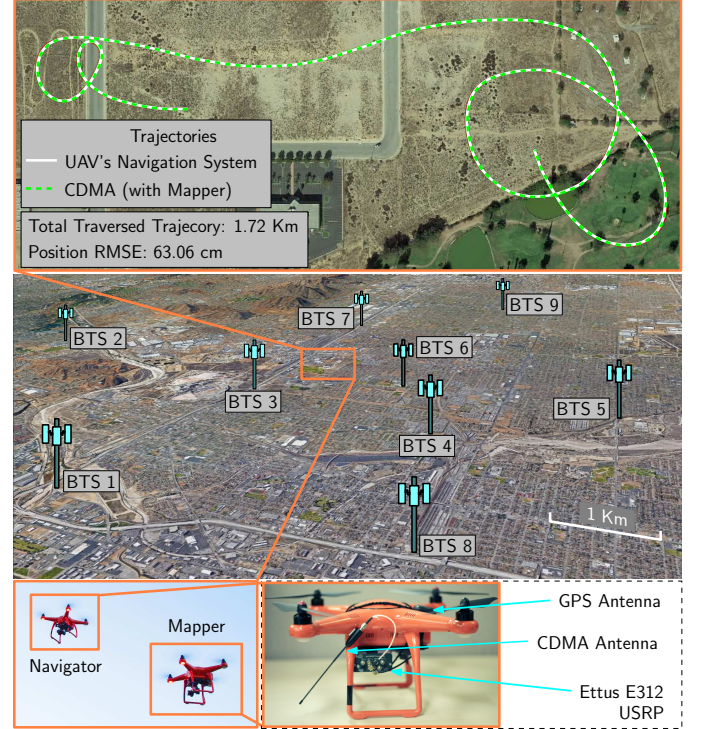 Trajectories
UAV's Navigation System
CDMA (with Mapper)
Total Traversed Trajecory: 1.72 Km
Position RMSE: 63.06 cm
BTS 9
BTS 7
BTS 2
BTS 6
BTS 3
BTS 5
BTS 4
BTS 1
1 Km
BTS 8
Navigator
Mapper
GPS Antenna
CDMA Antenna
Ettus E312
USRP